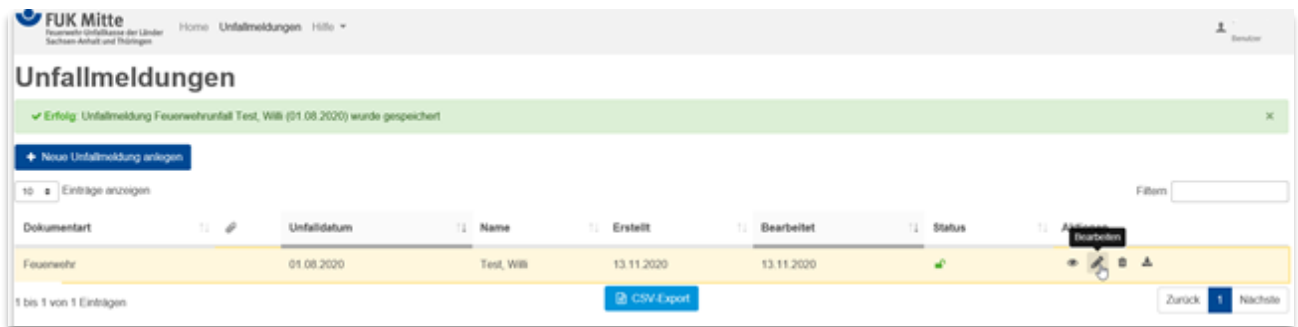 FUK Mitte
Feuerwehr-Unfallkasse der Länder
Sachsen-Anhalt und Thüringen
Home Unfallmeldungen Hilfe
Benutzer
Unfallmeldungen
Erfolg: Unfallmeldung Feuerwehrunfall Test, Willi (01.08.2020) wurde gespeichert ×
+ Neue Unfallmeldung anlegen
10 Einträge anzeigen Filtern
Dokumentart Unfalldatum Name Erstellt Bearbeitet Status Aktionen
Bearbeiten
Feuerwehr 01.08.2020 Test, Willi 13.11.2020 13.11.2020
1 bis 1 von 1 Einträgen CSV-Export Zurück 1 Nächste